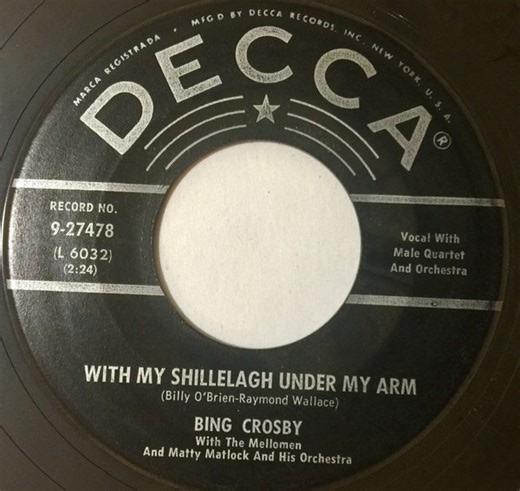 MARCA REGISTRADA • MFG'D BY DECCA RECORDS, INC., NEW YORK, U. S. A.
DECCA®
RECORD NO.
9-27478
(L 6032)
(2:24)
Vocal With
Male Quartet
And Orchestra
WITH MY SHILLELAGH UNDER MY ARM
(Billy O'Brien-Raymond Wallace)
BING CROSBY
With The Mellomen
And Matty Matlock And His Orchestra